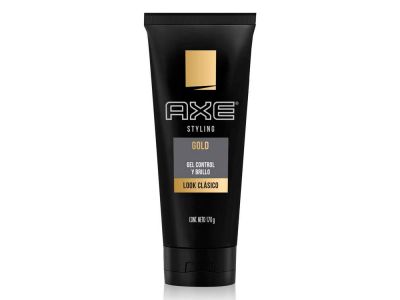 AXE®
STYLING
GOLD
GEL CONTROL
Y BRILLO
LOOK CLÁSICO
CONT. NETO 170 g